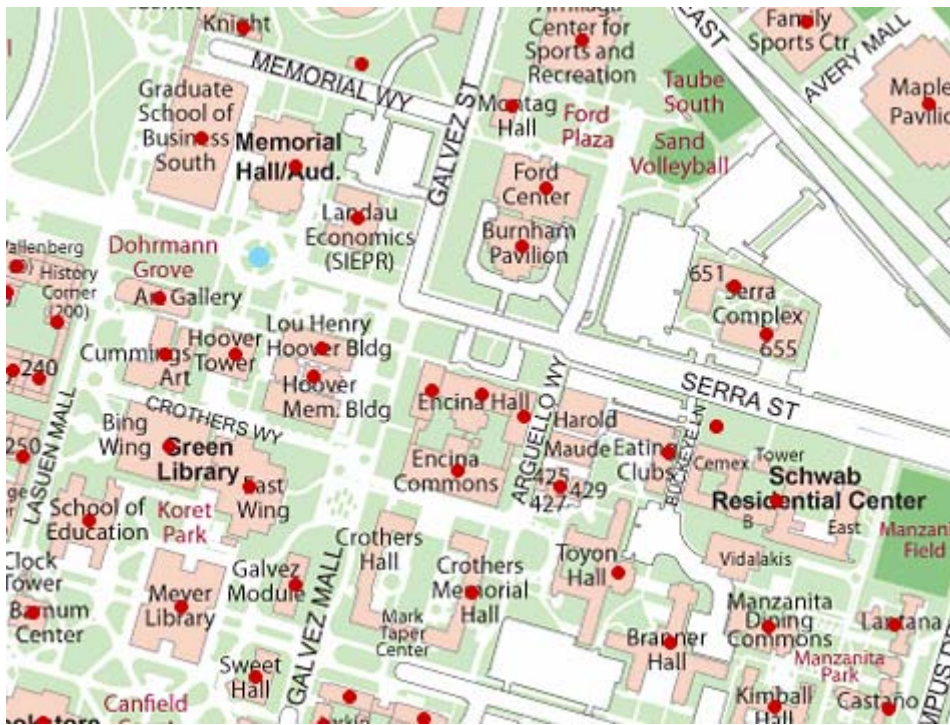 Knight
MEMORIAL WY
Graduate
School of
Business
South
Memorial
Hall/Aud.
GALVEZ ST
Center for
Sports and
Recreation
Montag
Hall
Ford
Plaza
Taube
South
Sand
Volleyball
EAST
Family
Sports Ctr
AVERY MALL
Maple
Pavilio
Ford
Center
Burnham
Pavilion
Landau
Economics
(SIEPR)
Dohrmann
Grove
allenberg
History
Corner
(200)
Art Gallery
Cummings
Art
Hoover
Tower
Lou Henry
Hoover Bldg
Hoover
Mem. Bldg
651
Serra
Complex
655
SERRA ST
240
LASUEN MALL
CROTHERS WY
Bing
Wing
Green
Library
East
Wing
250
Encina Hall
Encina
Commons
ARGUELLO WY
Harold
Maude
Eating
Clubs
425
427
429
Cemex
Tower
Schwab
Residential Center
B
East
Vidalakis
Manzani
Field
School of
Education
Koret
Park
Clock
Tower
Barnum
Center
Meyer
Library
Galvez
Module
GALVEZ MALL
Crothers
Hall
Crothers
Memorial
Hall
Mark
Taper
Center
Toyon
Hall
Branner
Hall
Manzanita
Dining
Commons
Lantana
Manzanita
Park
Sweet
Hall
Canfield
Kimball
Hall
Castaño